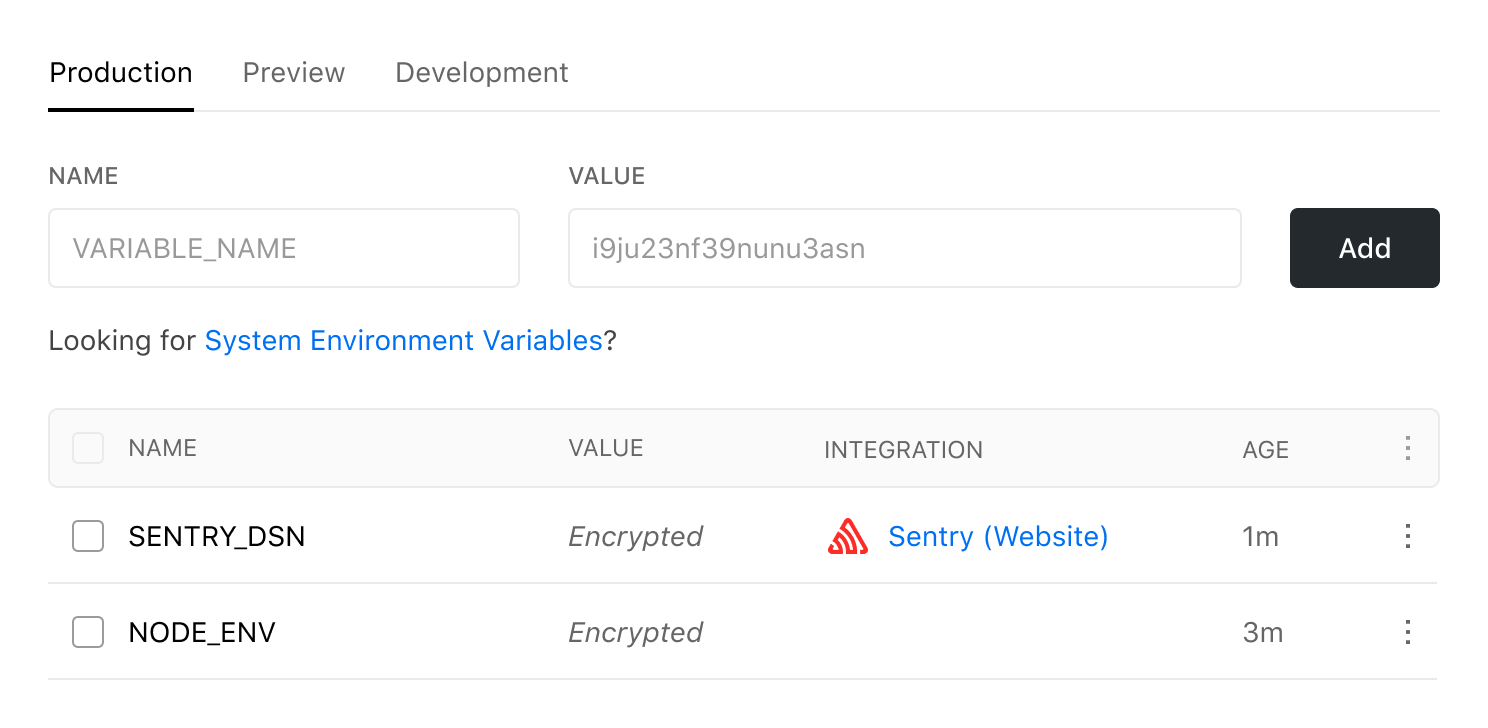 Production Preview Development
NAME VALUE
VARIABLE_NAME i9ju23nf39nunu3asn Add
Looking for System Environment Variables?
NAME VALUE INTEGRATION AGE
SENTRY_DSN Encrypted Sentry (Website) 1m
NODE_ENV Encrypted 3m